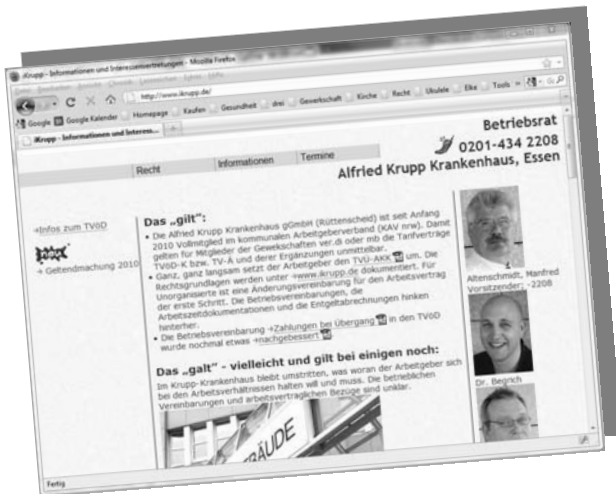 iKrupp - Informationen und Interessenvertretungen - Mozilla Firefox
http://www.ikrupp.de/
Google Google Kalender Homepage Kaufen Gesundheit drei Gewerkschaft Kirche Recht Ukulele Elke Tools
iKrupp - Informationen und Interess...
Betriebsrat
0201-434 2208
Alfried Krupp Krankenhaus, Essen
Recht Informationen Termine
Infos zum TVöD
neu
Geltendmachung 2010
Das „gilt":
• Die Alfried Krupp Krankenhaus gGmbH (Rüttenscheid) ist seit Anfang
2010 Vollmitglied im kommunalen Arbeitgeberverband (KAV nrw). Damit
gelten für Mitglieder der Gewekschaften ver.di oder mb die Tarifverträge
TVöD-K bzw. TV-Ä und derer Ergänzungen unmittelbar.
• Ganz, ganz langsam setzt der Arbeitgeber den TVÜ-AKK um. Die
Rechtsgrundlagen werden unter www.ikrupp.de dokumentiert. Für
Unorganisierte ist eine Änderungsvereinbarung für den Arbeitsvertrag
der erste Schritt. Die Betriebsvereinbarungen, die
Arbeitszeitdokumentationen und die Entgeltabrechnungen hinken
hinterher.
• Die Betriebsvereinbarung Zahlungen bei Übergang in den TVöD
wurde nochmal etwas nachgebessert
Das „galt" – vielleicht und gilt bei einigen noch:
Im Krupp-Krankenhaus bleibt umstritten, was woran der Arbeitgeber sich
bei den Arbeitsverhältnissen halten will und muss. Die betrieblichen
Vereinbarungen und arbeitsvertraglichen Bezüge sind unklar.
BÄUDE
Altenschmidt, Manfred
Vorsitzender; -2208
Dr. Begrich
Fertig